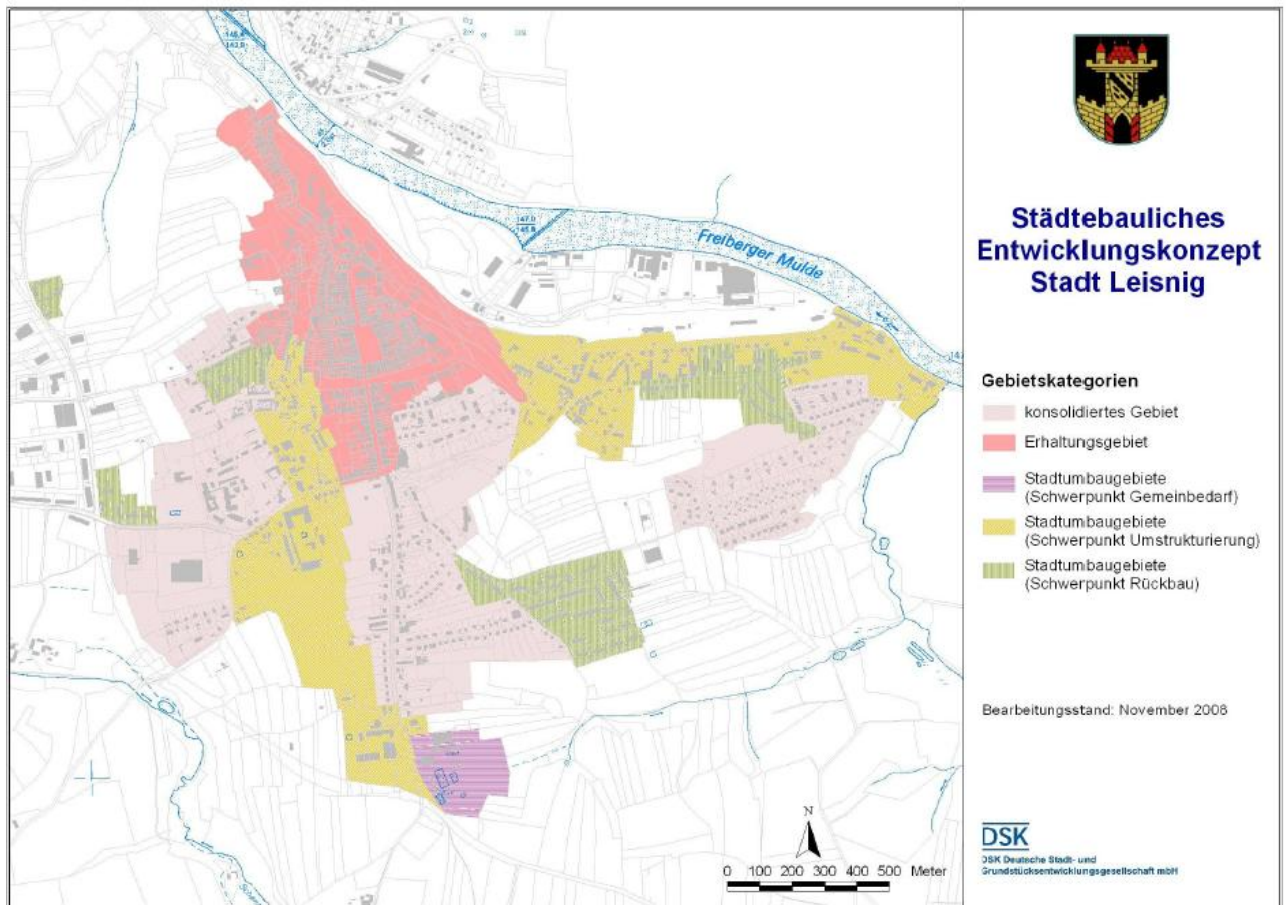 Freiberger Mulde
Städtebauliches
Entwicklungskonzept
Stadt Leisnig
Gebietskategorien
konsolidiertes Gebiet
Erhaltungsgebiet
Stadtumbaugebiete
(Schwerpunkt Gemeinbedarf)
Stadtumbaugebiete
(Schwerpunkt Umstrukturierung)
Stadtumbaugebiete
(Schwerpunkt Rückbau)
Bearbeitungsstand: November 2008
N
0 100 200 300 400 500 Meter
DSK
DSK Deutsche Stadt- und
Grundstücksentwicklungsgesellschaft mbH